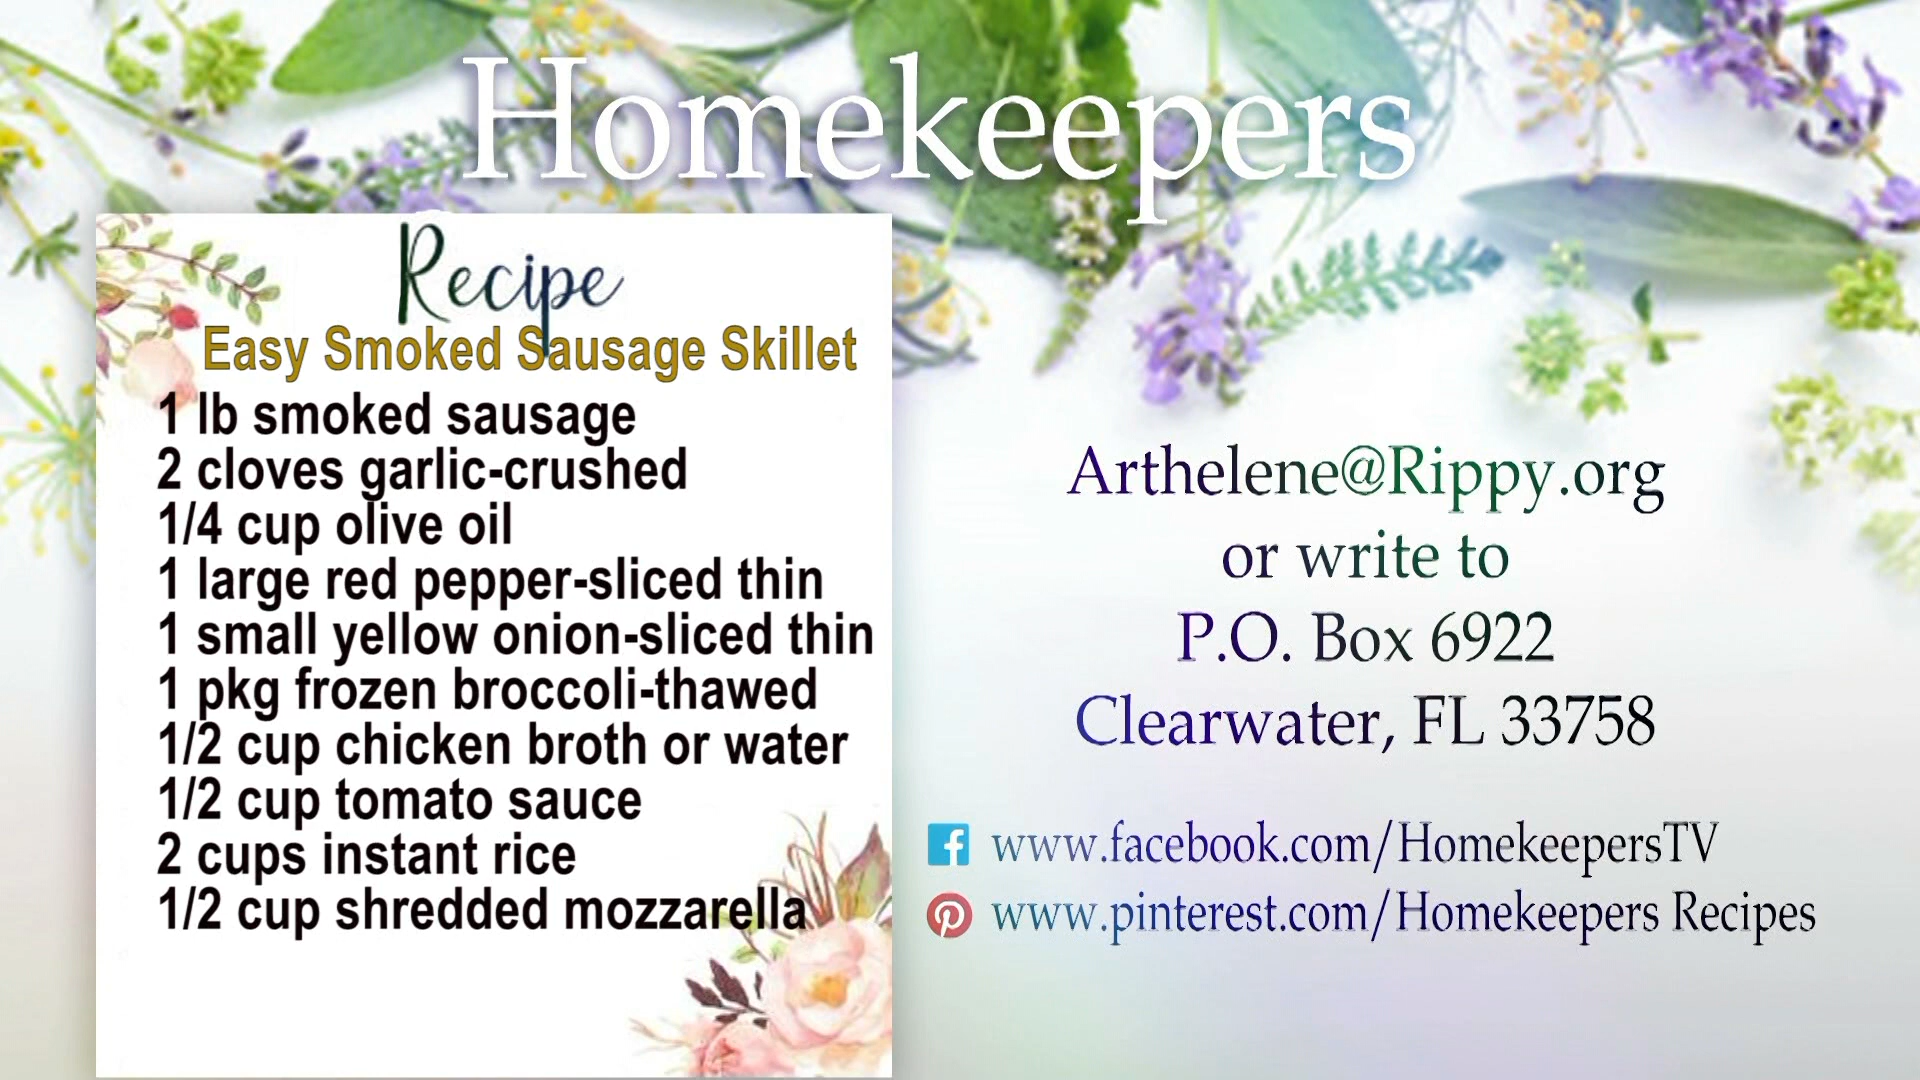 Homekeepers
Recipe
Easy Smoked Sausage Skillet
1 lb smoked sausage
2 cloves garlic-crushed
1/4 cup olive oil
1 large red pepper-sliced thin
1 small yellow onion-sliced thin
1 pkg frozen broccoli-thawed
1/2 cup chicken broth or water
1/2 cup tomato sauce
2 cups instant rice
1/2 cup shredded mozzarella
Arthelene@Rippy.org
or write to
P.O. Box 6922
Clearwater, FL 33758
www.facebook.com/HomekeepersTV
www.pinterest.com/Homekeepers Recipes